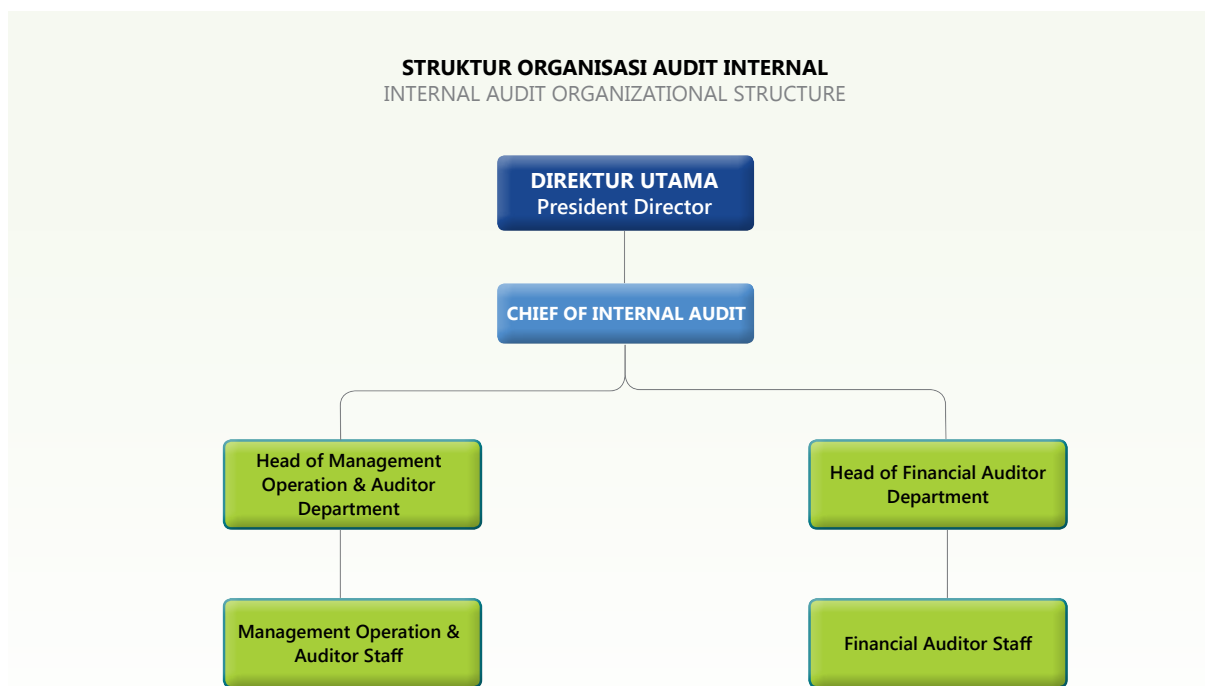 STRUKTUR ORGANISASI AUDIT INTERNAL
INTERNAL AUDIT ORGANIZATIONAL STRUCTURE
DIREKTUR UTAMA
President Director
CHIEF OF INTERNAL AUDIT
Head of Management
Operation & Auditor
Department
Head of Financial Auditor
Department
Management Operation &
Auditor Staff
Financial Auditor Staff